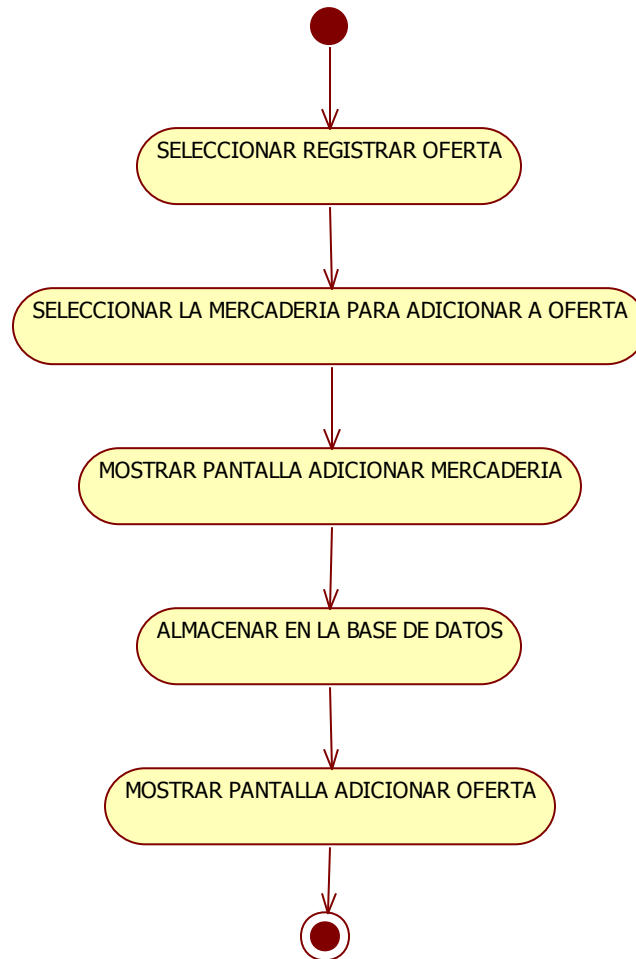 SELECCIONAR REGISTRAR OFERTA
SELECCIONAR LA MERCADERIA PARA ADICIONAR A OFERTA
MOSTRAR PANTALLA ADICIONAR MERCADERIA
ALMACENAR EN LA BASE DE DATOS
MOSTRAR PANTALLA ADICIONAR OFERTA